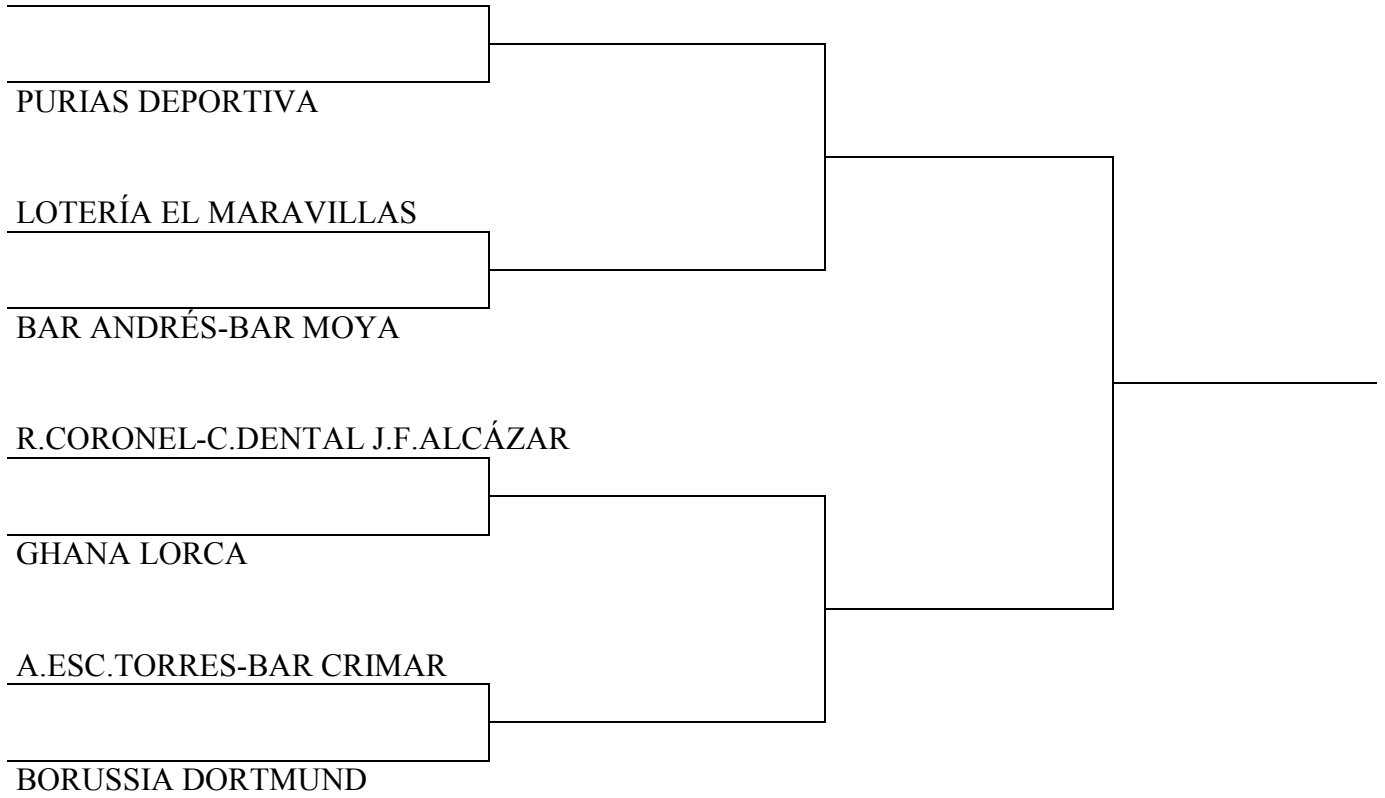 PURIAS DEPORTIVA
LOTERÍA EL MARAVILLAS
BAR ANDRÉS-BAR MOYA
R.CORONEL-C.DENTAL J.F.ALCÁZAR
GHANA LORCA
A.ESC.TORRES-BAR CRIMAR
BORUSSIA DORTMUND